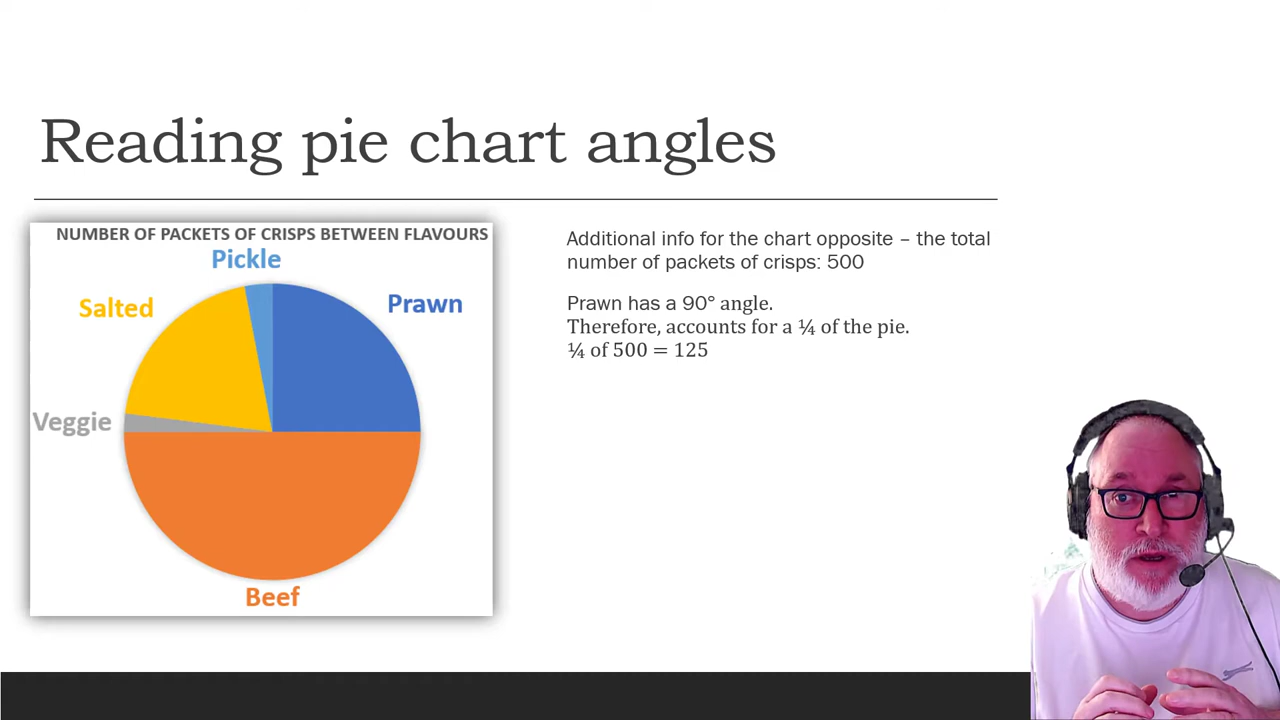 Reading pie chart angles
NUMBER OF PACKETS OF CRISPS BETWEEN FLAVOURS
Pickle
Salted
Prawn
Veggie
Beef
Additional info for the chart opposite – the total
number of packets of crisps: 500
Prawn has a 90° angle.
Therefore, accounts for a ¼ of the pie.
¼ of 500 = 125